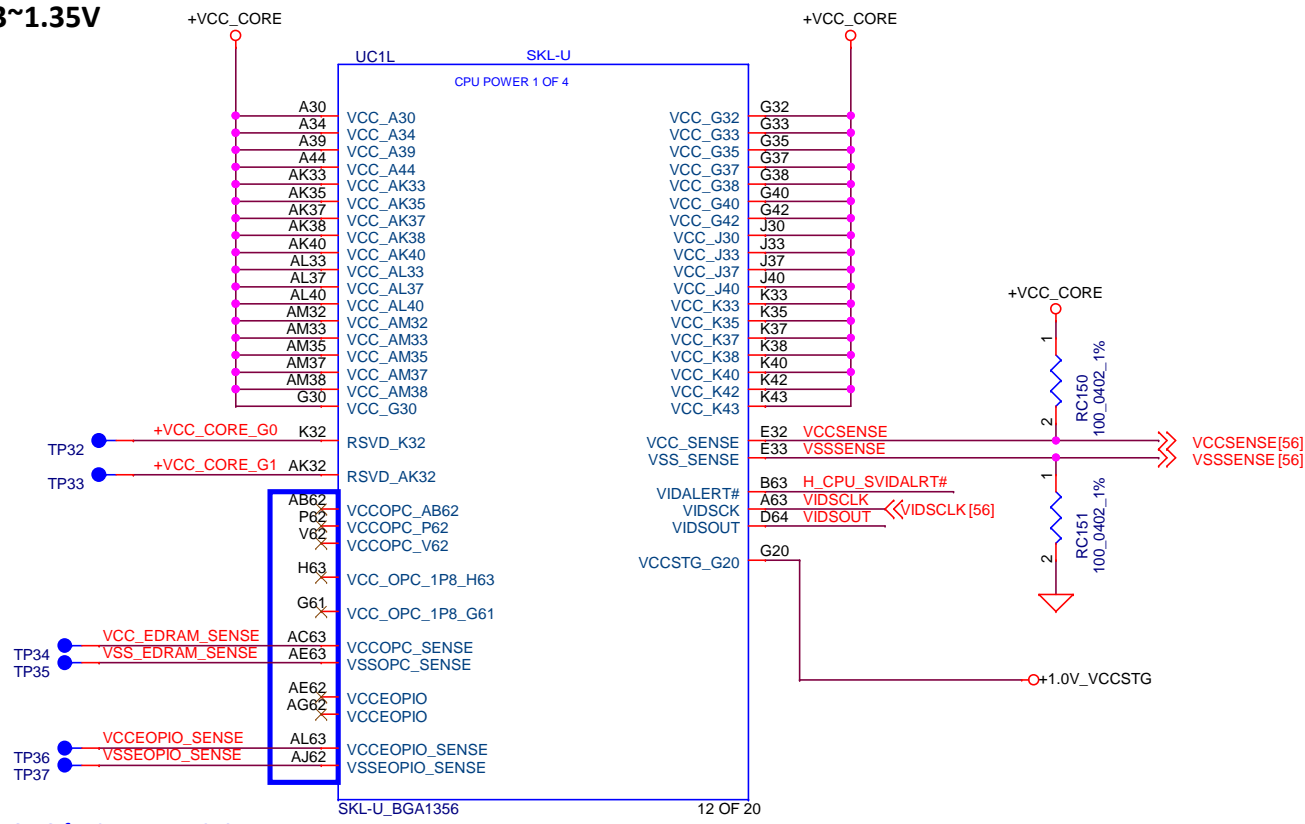 3~1.35V
+VCC_CORE
+VCC_CORE
UC1L
SKL-U
CPU POWER 1 OF 4
A30 VCC_A30
A34 VCC_A34
A39 VCC_A39
A44 VCC_A44
AK33 VCC_AK33
AK35 VCC_AK35
AK37 VCC_AK37
AK38 VCC_AK38
AK40 VCC_AK40
AL33 VCC_AL33
AL37 VCC_AL37
AL40 VCC_AL40
AM32 VCC_AM32
AM33 VCC_AM33
AM35 VCC_AM35
AM37 VCC_AM37
AM38 VCC_AM38
G30 VCC_G30
TP32 +VCC_CORE_G0 K32 RSVD_K32
TP33 +VCC_CORE_G1 AK32 RSVD_AK32
AB62 VCCOPC_AB62
P62 VCCOPC_P62
V62 VCCOPC_V62
H63 VCC_OPC_1P8_H63
G61 VCC_OPC_1P8_G61
TP34 VCC_EDRAM_SENSE AC63 VCCOPC_SENSE
TP35 VSS_EDRAM_SENSE AE63 VSSOPC_SENSE
AE62 VCCEOPIO
AG62 VCCEOPIO
TP36 VCCEOPIO_SENSE AL63 VCCEOPIO_SENSE
TP37 VSSEOPIO_SENSE AJ62 VSSEOPIO_SENSE
VCC_G32 G32
VCC_G33 G33
VCC_G35 G35
VCC_G37 G37
VCC_G38 G38
VCC_G40 G40
VCC_G42 G42
VCC_J30 J30
VCC_J33 J33
VCC_J37 J37
VCC_J40 J40
VCC_K33 K33
VCC_K35 K35
VCC_K37 K37
VCC_K38 K38
VCC_K40 K40
VCC_K42 K42
VCC_K43 K43
VCC_SENSE E32 VCCSENSE VCCSENSE[56]
VSS_SENSE E33 VSSSENSE VSSSENSE[56]
VIDALERT# B63 H_CPU_SVIDALRT#
VIDSCK A63 VIDSCLK VIDSCLK[56]
VIDSOUT D64 VIDSOUT
VCCSTG_G20 G20
+1.0V_VCCSTG
+VCC_CORE
1
2
RC150
100_0402_1%
1
2
RC151
100_0402_1%
SKL-U_BGA1356
12 OF 20